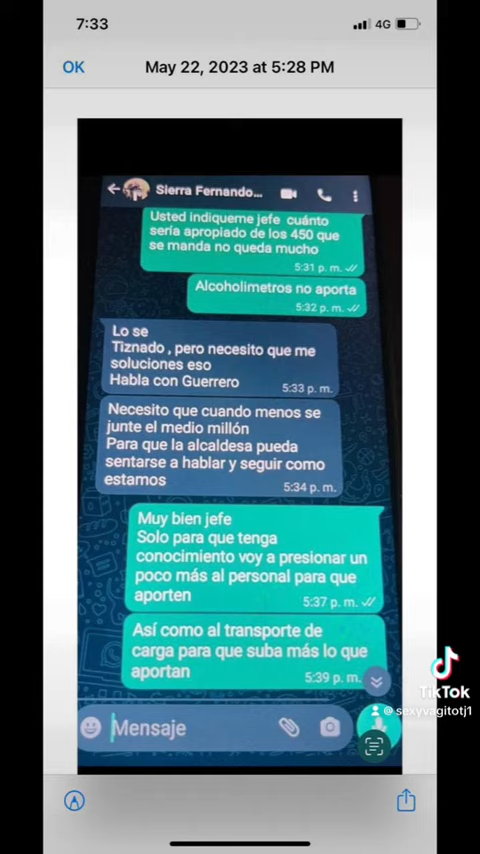 7:33
4G
OK
May 22, 2023 at 5:28 PM
Sierra Fernando...
Usted indiqueme jefe cuánto
sería apropiado de los 450 que
se manda no queda mucho
5:31 p. m.
Alcoholimetros no aporta
5:32 p. m.
Lo se
Tiznado , pero necesito que me
soluciones eso
Habla con Guerrero
5:33 p. m.
Necesito que cuando menos se
junte el medio millón
Para que la alcaldesa pueda
sentarse a hablar y seguir como
estamos
5:34 p. m.
Muy bien jefe
Solo para que tenga
conocimiento voy a presionar un
poco más al personal para que
aporten
5:37 p. m.
Así como al transporte de
carga para que suba más lo que
aportan
5:39 p. m.
Mensaje
TikTok
@sexyvagitotj1